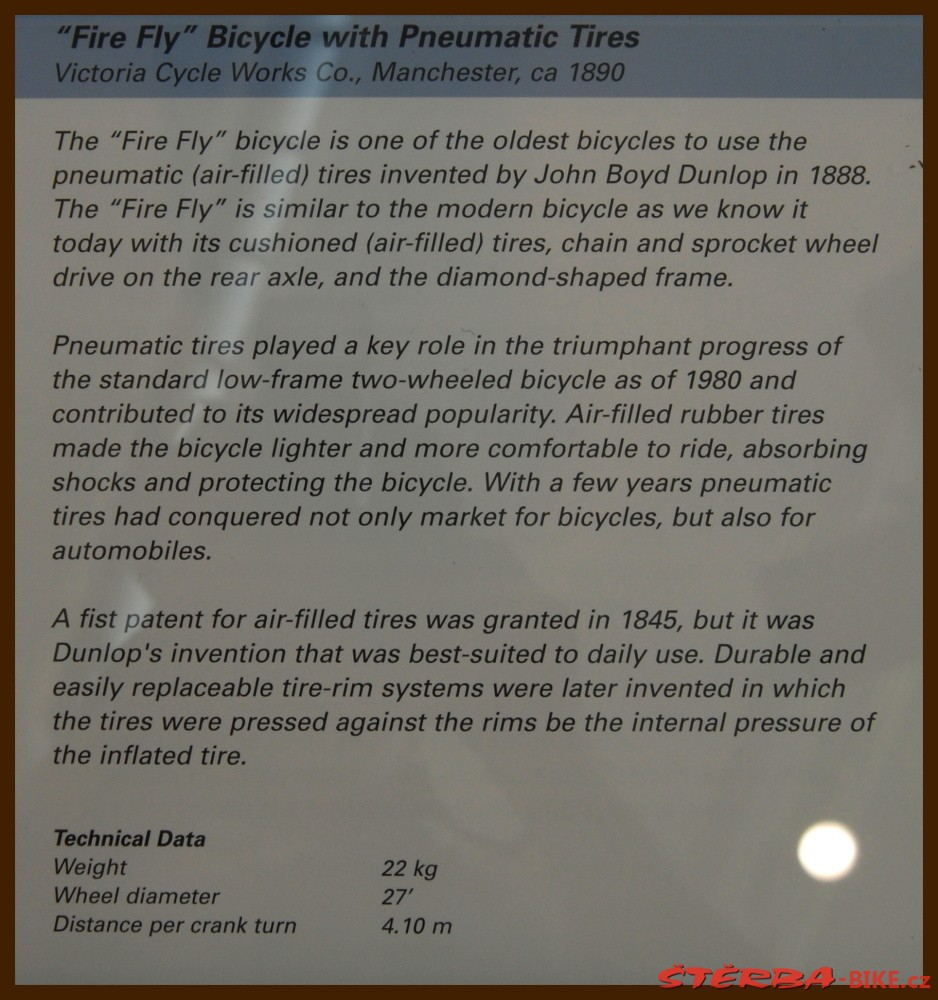 “Fire Fly” Bicycle with Pneumatic Tires
Victoria Cycle Works Co., Manchester, ca 1890
The “Fire Fly” bicycle is one of the oldest bicycles to use the
pneumatic (air-filled) tires invented by John Boyd Dunlop in 1888.
The “Fire Fly” is similar to the modern bicycle as we know it
today with its cushioned (air-filled) tires, chain and sprocket wheel
drive on the rear axle, and the diamond-shaped frame.
Pneumatic tires played a key role in the triumphant progress of
the standard low-frame two-wheeled bicycle as of 1980 and
contributed to its widespread popularity. Air-filled rubber tires
made the bicycle lighter and more comfortable to ride, absorbing
shocks and protecting the bicycle. With a few years pneumatic
tires had conquered not only market for bicycles, but also for
automobiles.
A fist patent for air-filled tires was granted in 1845, but it was
Dunlop's invention that was best-suited to daily use. Durable and
easily replaceable tire-rim systems were later invented in which
the tires were pressed against the rims be the internal pressure of
the inflated tire.
Technical Data
Weight 22 kg
Wheel diameter 27′
Distance per crank turn 4.10 m
ŠTĚRBA-BIKE.cz